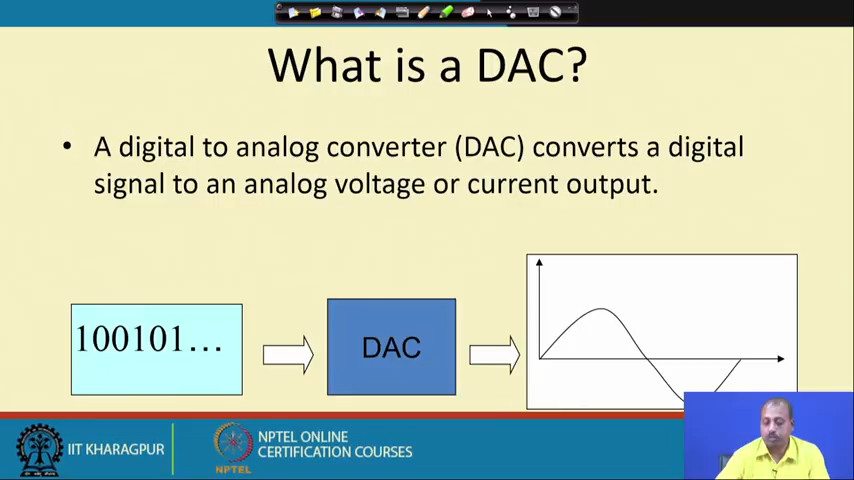 What is a DAC?
• A digital to analog converter (DAC) converts a digital
signal to an analog voltage or current output.
100101...
DAC
IIT KHARAGPUR
NPTEL
NPTEL ONLINE
CERTIFICATION COURSES